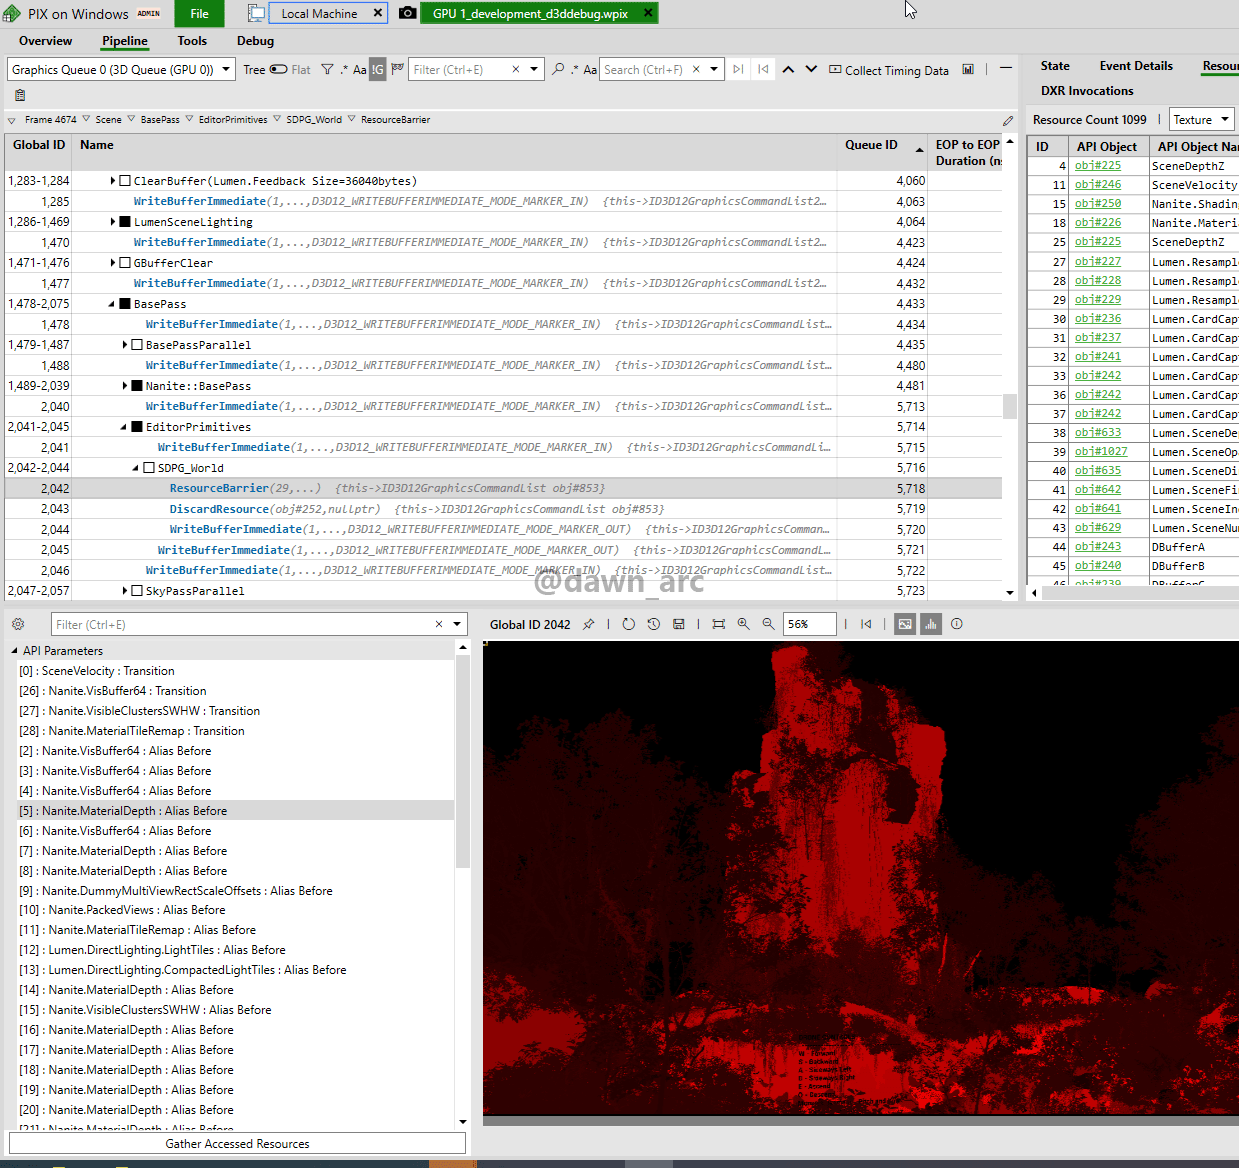 PIX on Windows ADMIN File Local Machine × GPU 1_development_d3ddebug.wpix ×
Overview Pipeline Tools Debug
Graphics Queue 0 (3D Queue (GPU 0)) Tree Flat .* Aa !G Filter (Ctrl+E) × .* Aa Search (Ctrl+F) × Collect Timing Data
Frame 4674 Scene BasePass EditorPrimitives SDPG_World ResourceBarrier
Global ID Name Queue ID EOP to EOP
Duration (n
1,283-1,284 ClearBuffer(Lumen.Feedback Size=36040bytes) 4,060
1,285 WriteBufferImmediate(1,...,D3D12_WRITEBUFFERIMMEDIATE_MODE_MARKER_IN) {this->ID3D12GraphicsCommandList2... 4,063
1,286-1,469 LumenSceneLighting 4,064
1,470 WriteBufferImmediate(1,...,D3D12_WRITEBUFFERIMMEDIATE_MODE_MARKER_IN) {this->ID3D12GraphicsCommandList2... 4,423
1,471-1,476 GBufferClear 4,424
1,477 WriteBufferImmediate(1,...,D3D12_WRITEBUFFERIMMEDIATE_MODE_MARKER_IN) {this->ID3D12GraphicsCommandList2... 4,432
1,478-2,075 BasePass 4,433
1,478 WriteBufferImmediate(1,...,D3D12_WRITEBUFFERIMMEDIATE_MODE_MARKER_IN) {this->ID3D12GraphicsCommandList... 4,434
1,479-1,487 BasePassParallel 4,435
1,488 WriteBufferImmediate(1,...,D3D12_WRITEBUFFERIMMEDIATE_MODE_MARKER_IN) {this->ID3D12GraphicsCommandList... 4,480
1,489-2,039 Nanite::BasePass 4,481
2,040 WriteBufferImmediate(1,...,D3D12_WRITEBUFFERIMMEDIATE_MODE_MARKER_IN) {this->ID3D12GraphicsCommandList... 5,713
2,041-2,045 EditorPrimitives 5,714
2,041 WriteBufferImmediate(1,...,D3D12_WRITEBUFFERIMMEDIATE_MODE_MARKER_IN) {this->ID3D12GraphicsCommandLi... 5,715
2,042-2,044 SDPG_World 5,716
2,042 ResourceBarrier(29,...) {this->ID3D12GraphicsCommandList obj#853} 5,718
2,043 DiscardResource(obj#252,nullptr) {this->ID3D12GraphicsCommandList obj#853} 5,719
2,044 WriteBufferImmediate(1,...,D3D12_WRITEBUFFERIMMEDIATE_MODE_MARKER_OUT) {this->ID3D12GraphicsComman... 5,720
2,045 WriteBufferImmediate(1,...,D3D12_WRITEBUFFERIMMEDIATE_MODE_MARKER_OUT) {this->ID3D12GraphicsCommandL... 5,721
2,046 WriteBufferImmediate(1,...,D3D12_WRITEBUFFERIMMEDIATE_MODE_MARKER_IN) {this->ID3D12GraphicsCommandList... 5,722
2,047-2,057 SkyPassParallel 5,723
@dawn_arc
State Event Details Resou
DXR Invocations
Resource Count 1099 Texture
ID API Object API Object Na
4 obj#225 SceneDepthZ
11 obj#246 SceneVelocity
15 obj#250 Nanite.Shadin
18 obj#226 Nanite.Materi
25 obj#225 SceneDepthZ
27 obj#227 Lumen.Resampl
28 obj#228 Lumen.Resampl
29 obj#229 Lumen.Resampl
30 obj#236 Lumen.CardCap
31 obj#237 Lumen.CardCap
32 obj#241 Lumen.CardCap
33 obj#242 Lumen.CardCap
36 obj#242 Lumen.CardCap
37 obj#242 Lumen.CardCap
38 obj#633 Lumen.SceneDe
39 obj#1027 Lumen.SceneOp
40 obj#635 Lumen.SceneDi
41 obj#642 Lumen.SceneFi
42 obj#641 Lumen.SceneIn
43 obj#629 Lumen.SceneNu
44 obj#243 DBufferA
45 obj#240 DBufferB
46 obj#239 DBufferC
Filter (Ctrl+E) ×
API Parameters
[0] : SceneVelocity : Transition
[26] : Nanite.VisBuffer64 : Transition
[27] : Nanite.VisibleClustersSWHW : Transition
[28] : Nanite.MaterialTileRemap : Transition
[2] : Nanite.VisBuffer64 : Alias Before
[3] : Nanite.VisBuffer64 : Alias Before
[4] : Nanite.VisBuffer64 : Alias Before
[5] : Nanite.MaterialDepth : Alias Before
[6] : Nanite.VisBuffer64 : Alias Before
[7] : Nanite.MaterialDepth : Alias Before
[8] : Nanite.MaterialDepth : Alias Before
[9] : Nanite.DummyMultiViewRectScaleOffsets : Alias Before
[10] : Nanite.PackedViews : Alias Before
[11] : Nanite.MaterialTileRemap : Alias Before
[12] : Lumen.DirectLighting.LightTiles : Alias Before
[13] : Lumen.DirectLighting.CompactedLightTiles : Alias Before
[14] : Nanite.MaterialDepth : Alias Before
[15] : Nanite.VisibleClustersSWHW : Alias Before
[16] : Nanite.MaterialDepth : Alias Before
[17] : Nanite.MaterialDepth : Alias Before
[18] : Nanite.MaterialDepth : Alias Before
[19] : Nanite.MaterialDepth : Alias Before
[20] : Nanite.MaterialDepth : Alias Before
[21] : Nanite.MaterialDepth : Alias Before
Gather Accessed Resources
Global ID 2042 56%